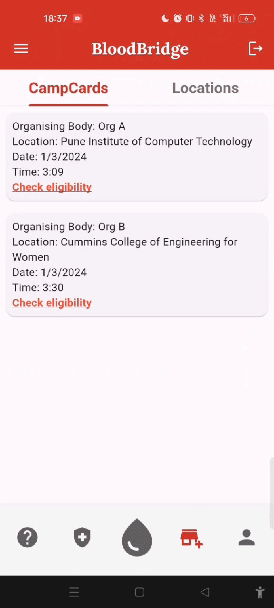 18:37
6
BloodBridge
CampCards
Locations
Organising Body: Org A
Location: Pune Institute of Computer Technology
Date: 1/3/2024
Time: 3:09
Check eligibility
Organising Body: Org B
Location: Cummins College of Engineering for
Women
Date: 1/3/2024
Time: 3:30
Check eligibility